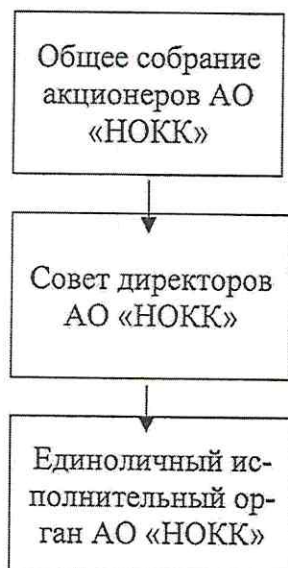 Общее собрание
акционеров АО
«НОКК»
Совет директоров
АО «НОКК»
Единоличный ис-
полнительный ор-
ган АО «НОКК»